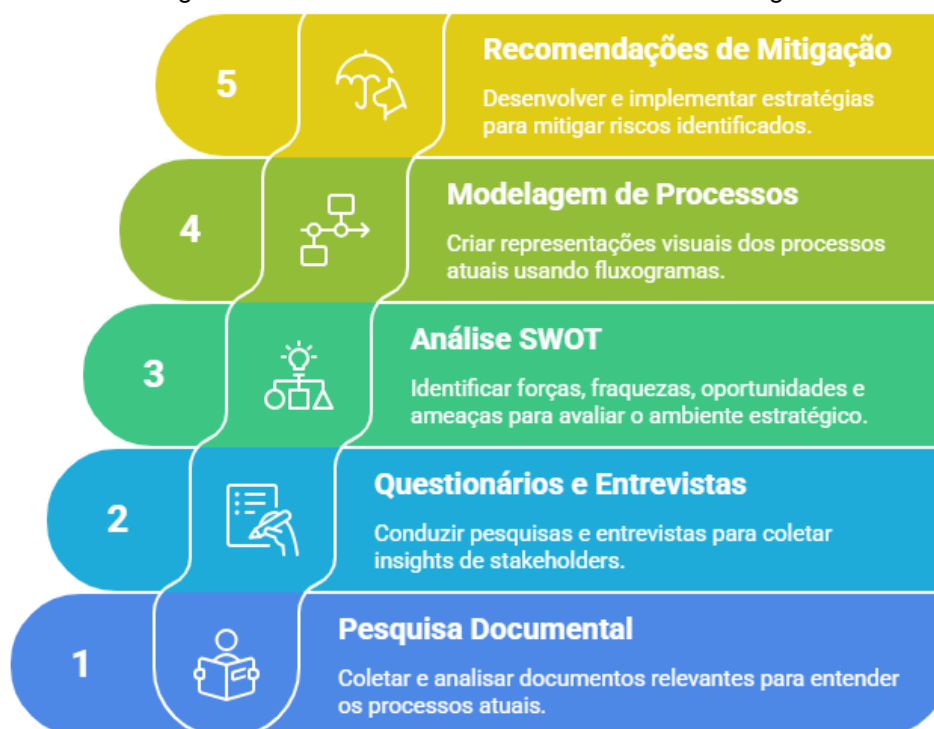 5
Recomendações de Mitigação
Desenvolver e implementar estratégias
para mitigar riscos identificados.
4
Modelagem de Processos
Criar representações visuais dos processos
atuais usando fluxogramas.
3
Análise SWOT
Identificar forças, fraquezas, oportunidades e
ameaças para avaliar o ambiente estratégico.
2
Questionários e Entrevistas
Conduzir pesquisas e entrevistas para coletar
insights de stakeholders.
1
Pesquisa Documental
Coletar e analisar documentos relevantes para entender
os processos atuais.